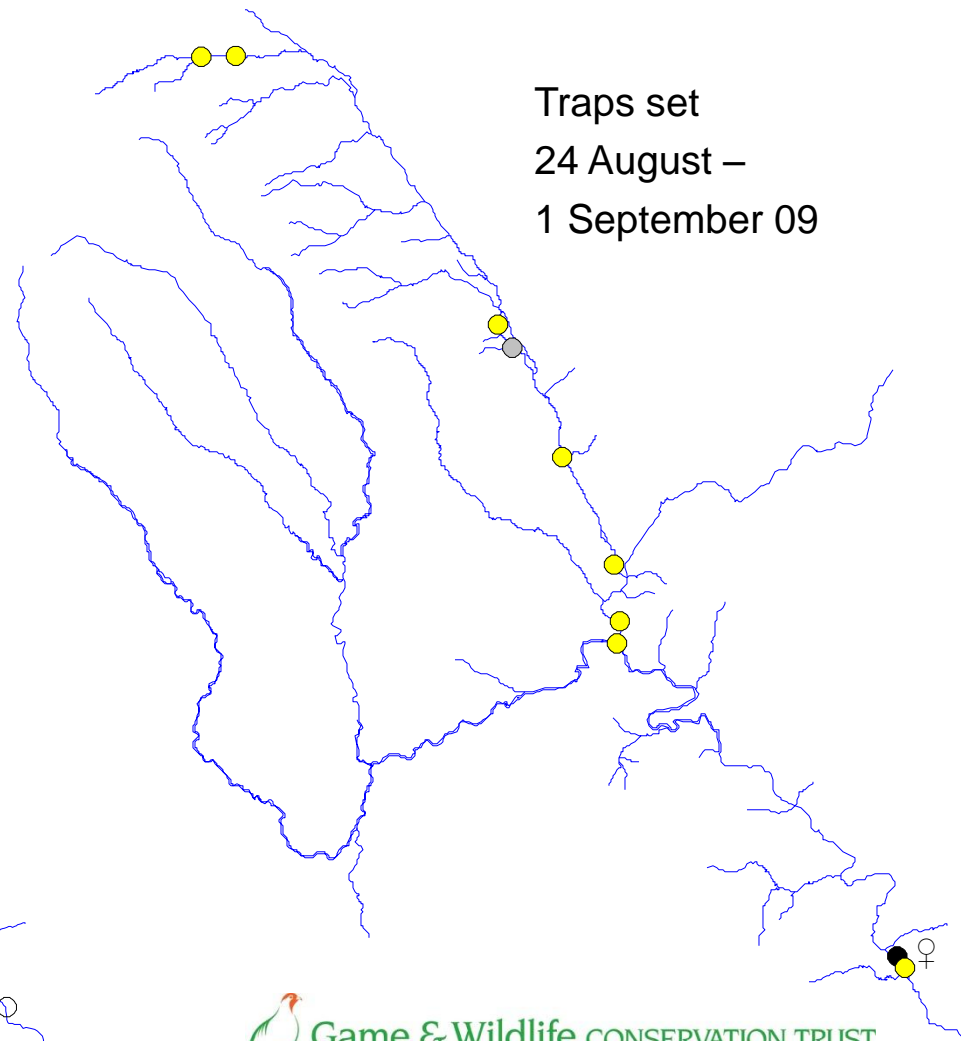 Traps set
24 August –
1 September 09
♀
Game & Wildlife CONSERVATION TRUST